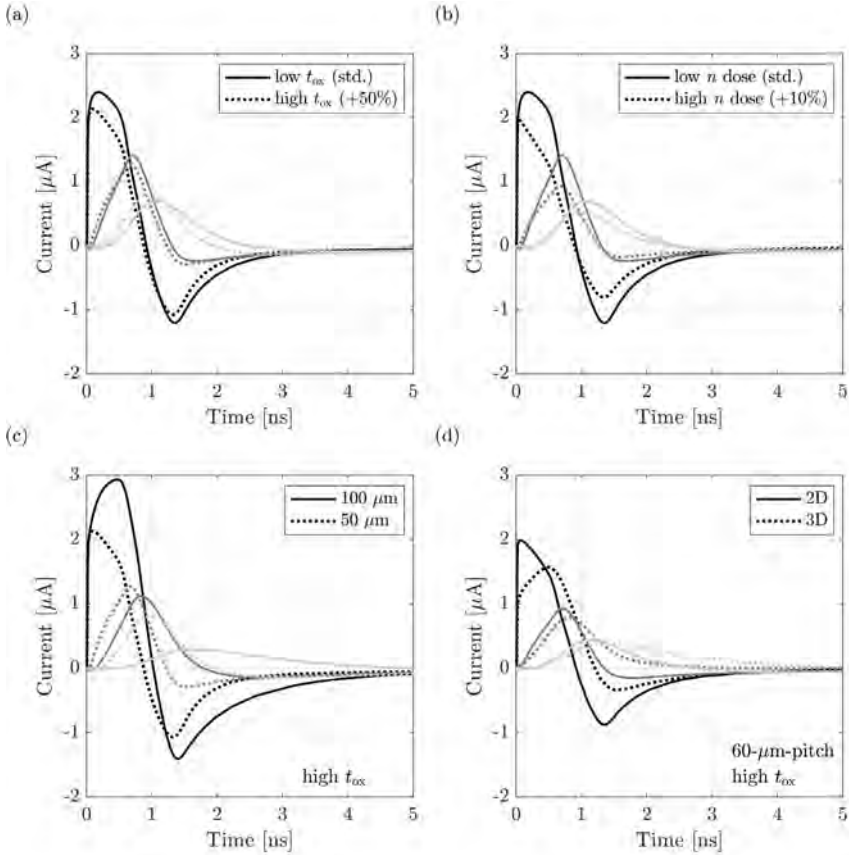 (a)
3
2
1
0
-1
-2
0 1 2 3 4 5
Current [μA]
Time [ns]
low tox (std.)
high tox (+50%)
(b)
3
2
1
0
-1
-2
0 1 2 3 4 5
Current [μA]
Time [ns]
low n dose (std.)
high n dose (+10%)
(c)
3
2
1
0
-1
-2
0 1 2 3 4 5
Current [μA]
Time [ns]
100 μm
50 μm
high tox
(d)
3
2
1
0
-1
-2
0 1 2 3 4 5
Current [μA]
Time [ns]
2D
3D
60-μm-pitch
high tox